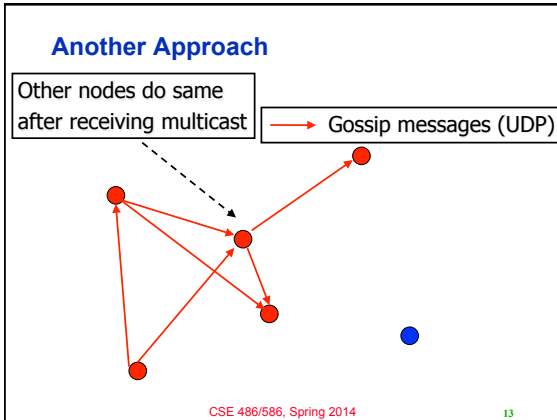 Another Approach
Other nodes do same
after receiving multicast
Gossip messages (UDP)
CSE 486/586, Spring 2014
13